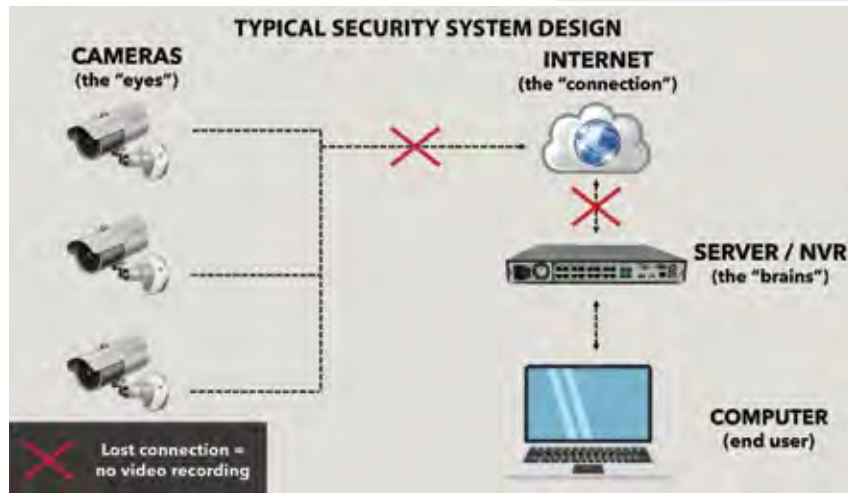 TYPICAL SECURITY SYSTEM DESIGN
CAMERAS
(the "eyes")
INTERNET
(the "connection")
SERVER / NVR
(the "brains")
COMPUTER
(end user)
Lost connection =
no video recording